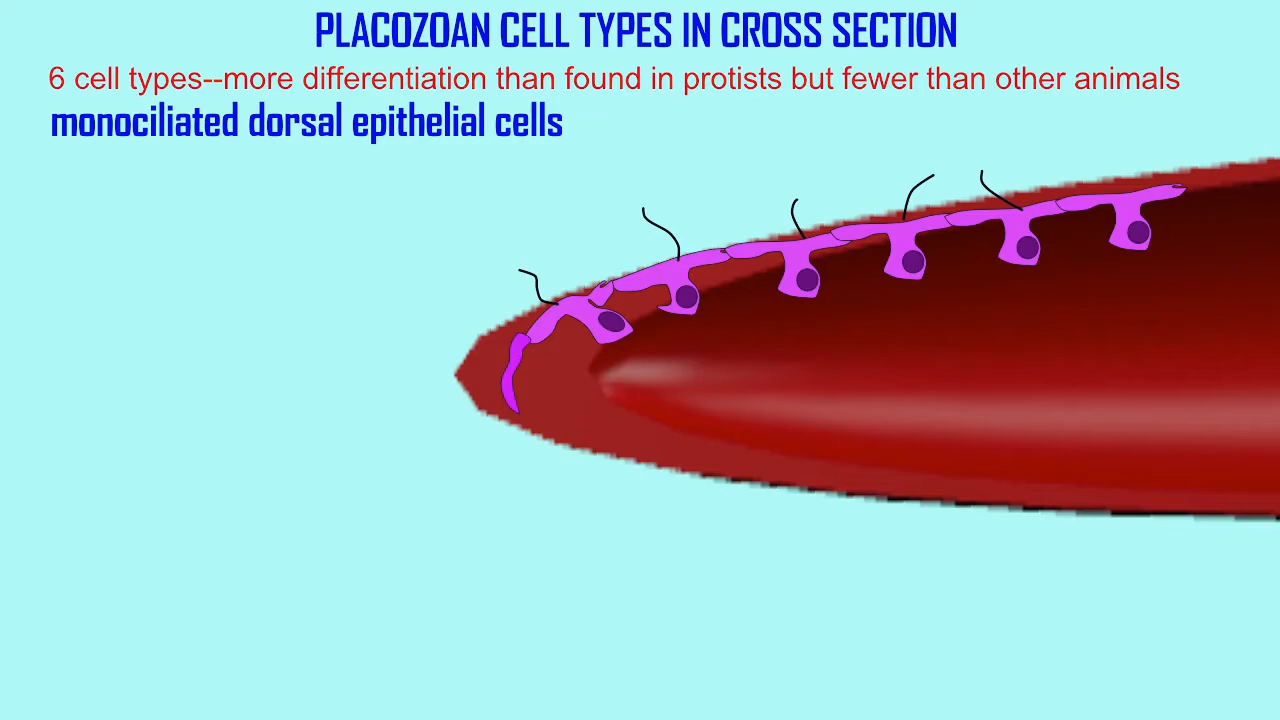 PLACOZOAN CELL TYPES IN CROSS SECTION
6 cell types--more differentiation than found in protists but fewer than other animals
monociliated dorsal epithelial cells